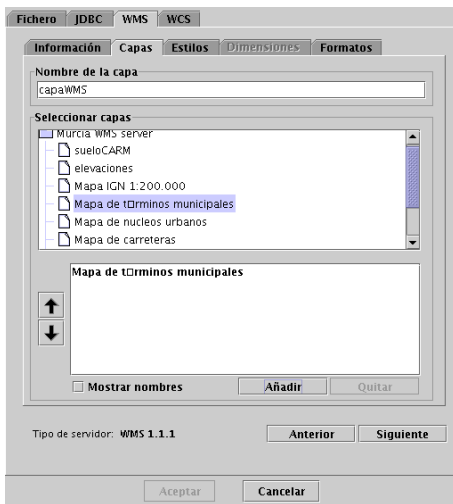 Fichero JDBC WMS WCS
Información Capas Estilos Dimensiones Formatos
Nombre de la capa
capaWMS
Seleccionar capas
Murcia WMS server
sueloCARM
elevaciones
Mapa IGN 1:200.000
Mapa de t□rminos municipales
Mapa de nucleos urbanos
Mapa de carreteras
Mapa de t□rminos municipales
Mostrar nombres Añadir Quitar
Tipo de servidor: WMS 1.1.1 Anterior Siguiente
Aceptar Cancelar